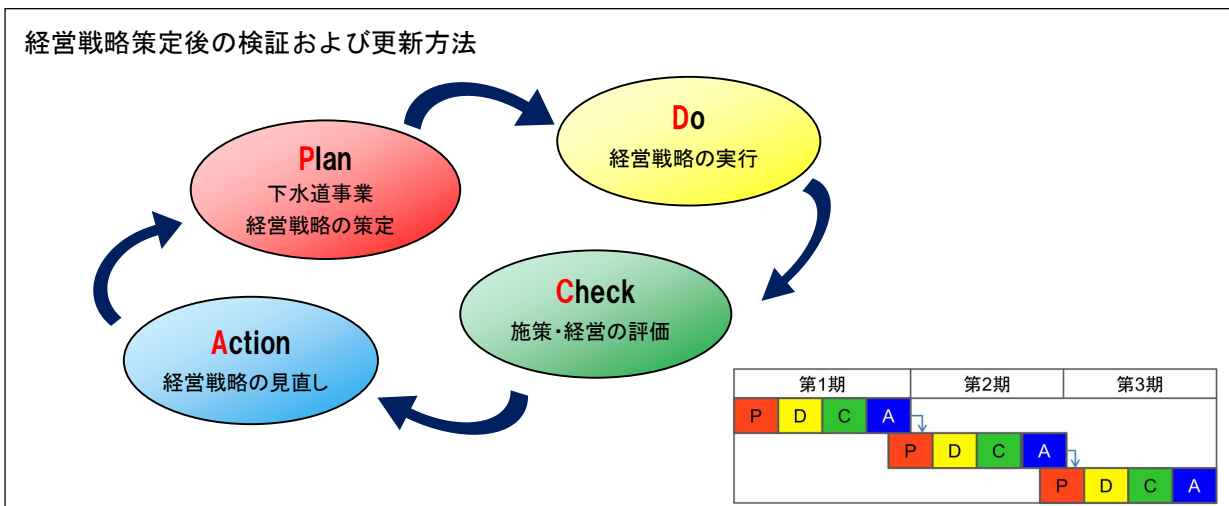 経営戦略策定後の検証および更新方法
Plan
下水道事業
経営戦略の策定
Do
経営戦略の実行
Check
施策・経営の評価
Action
経営戦略の見直し
第1期 第2期 第3期
P D C A
P D C A
P D C A